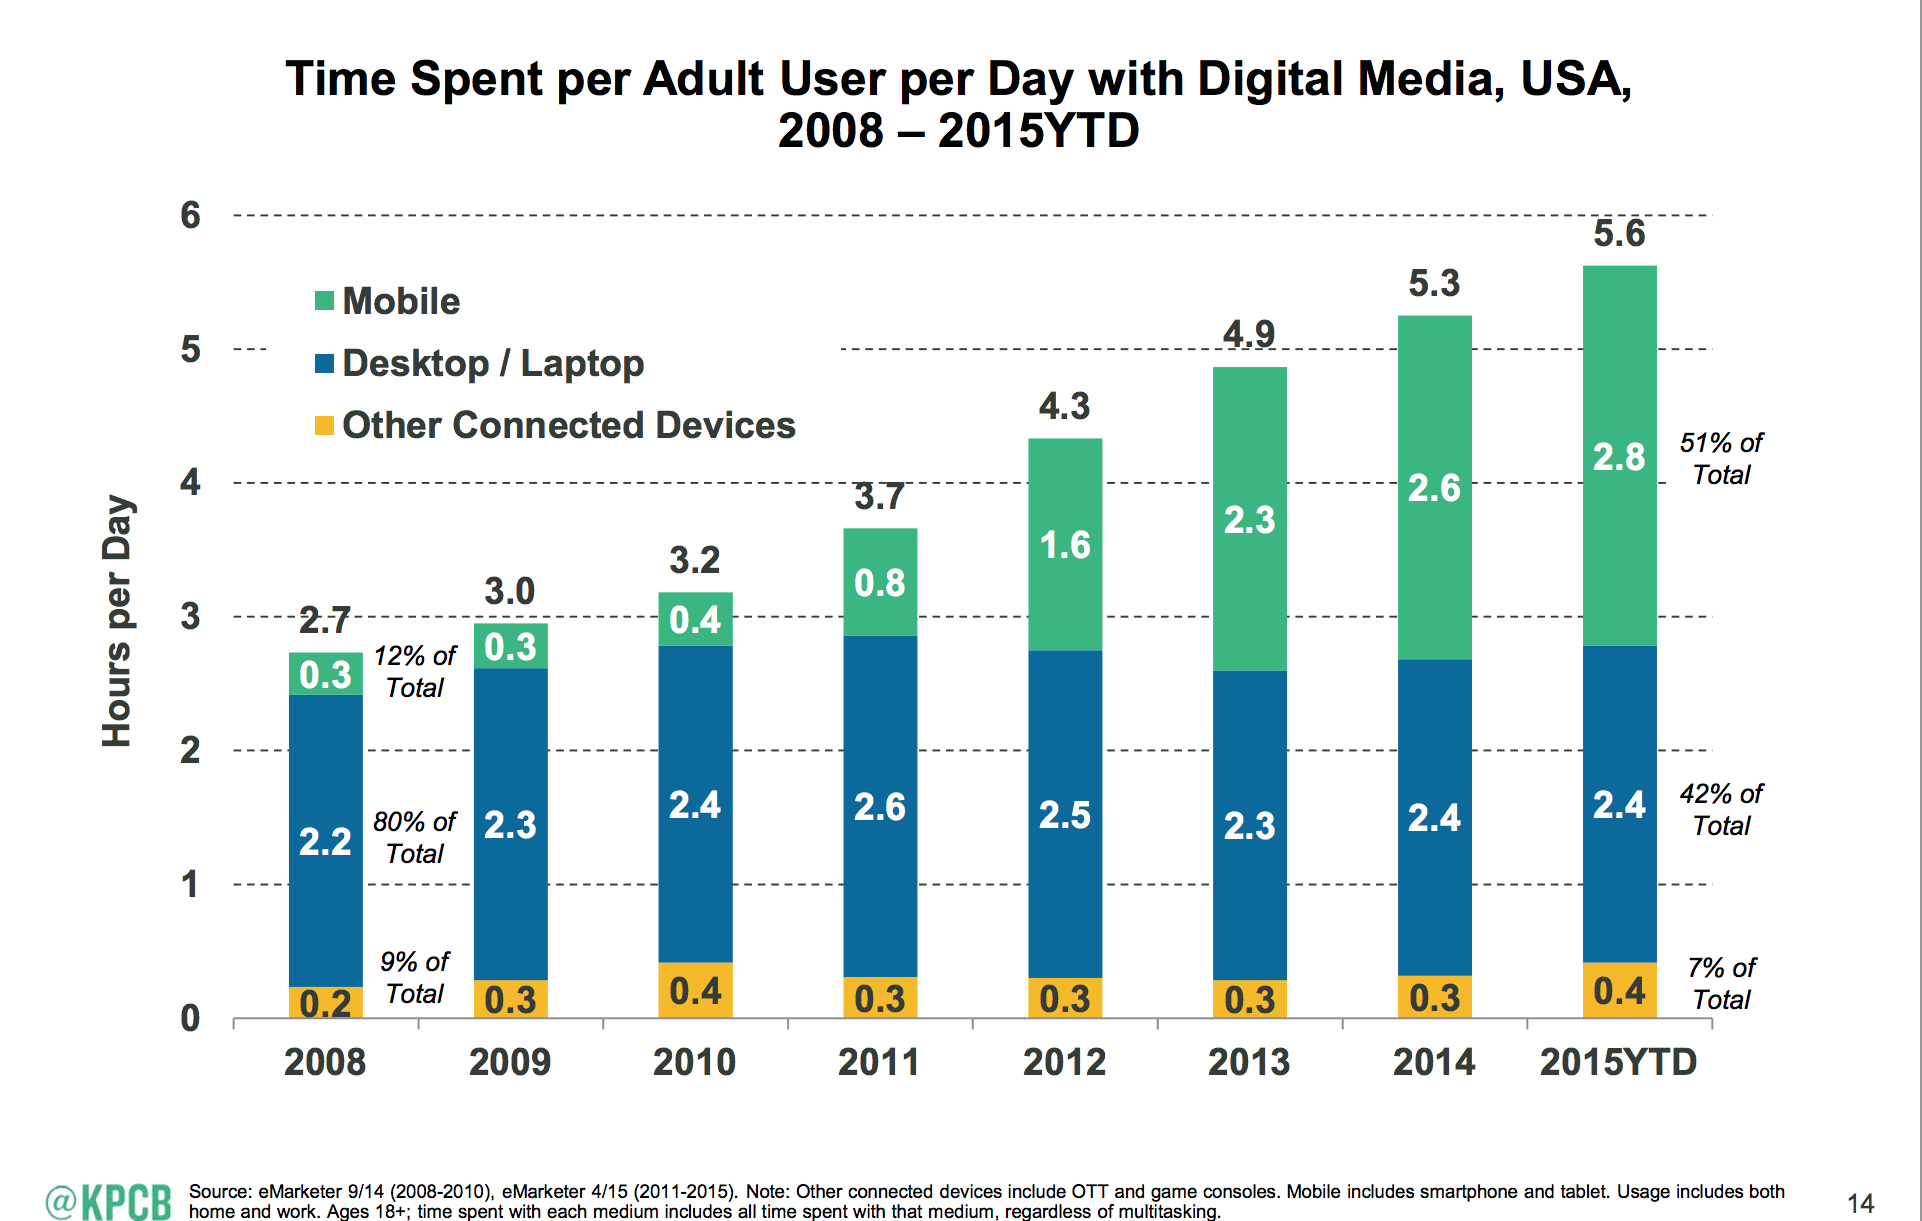 Time Spent per Adult User per Day with Digital Media, USA,
2008 – 2015YTD
Hours per Day
6
5
4
3
2
1
0
Mobile
Desktop / Laptop
Other Connected Devices
2.7
0.3
2.2
0.2
12% of
Total
80% of
Total
9% of
Total
3.0
0.3
2.3
0.3
3.2
0.4
2.4
0.4
3.7
0.8
2.6
0.3
4.3
1.6
2.5
0.3
4.9
2.3
2.3
0.3
5.3
2.6
2.4
0.3
5.6
2.8
2.4
0.4
51% of
Total
42% of
Total
7% of
Total
2008 2009 2010 2011 2012 2013 2014 2015YTD
@KPCB
Source: eMarketer 9/14 (2008-2010), eMarketer 4/15 (2011-2015). Note: Other connected devices include OTT and game consoles. Mobile includes smartphone and tablet. Usage includes both
home and work. Ages 18+; time spent with each medium includes all time spent with that medium, regardless of multitasking.
14